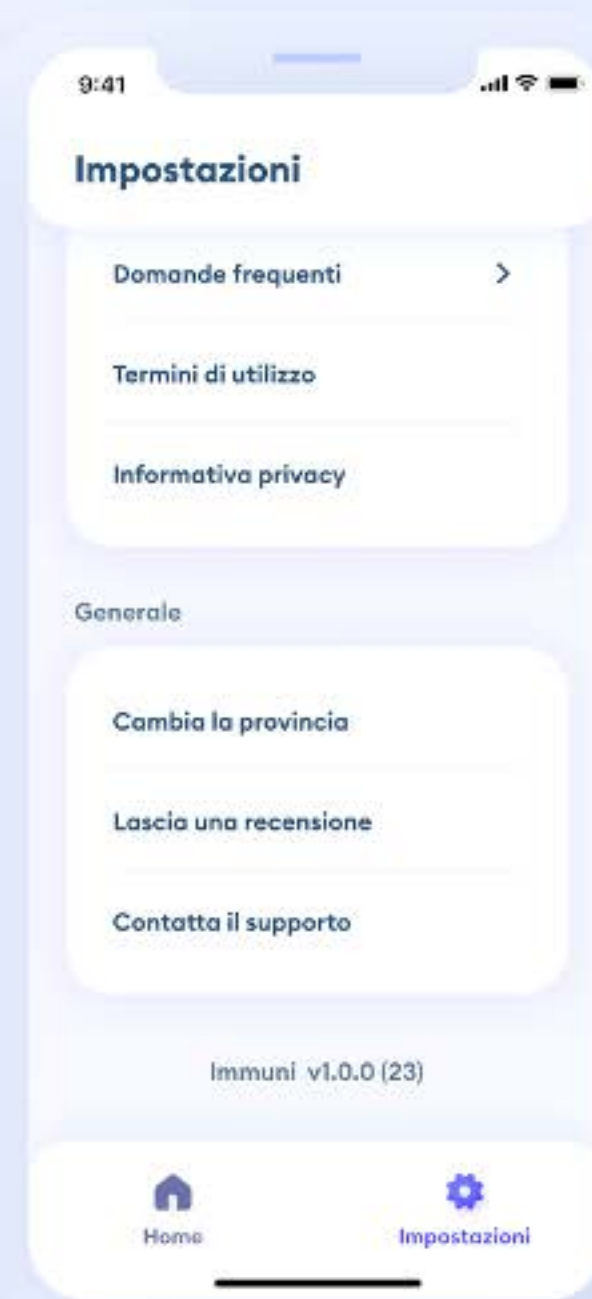 9:41
Impostazioni
Domande frequenti
Termini di utilizzo
Informativa privacy
Generale
Cambia la provincia
Lascia una recensione
Contatta il supporto
Immuni v1.0.0 (23)
Home
Impostazioni